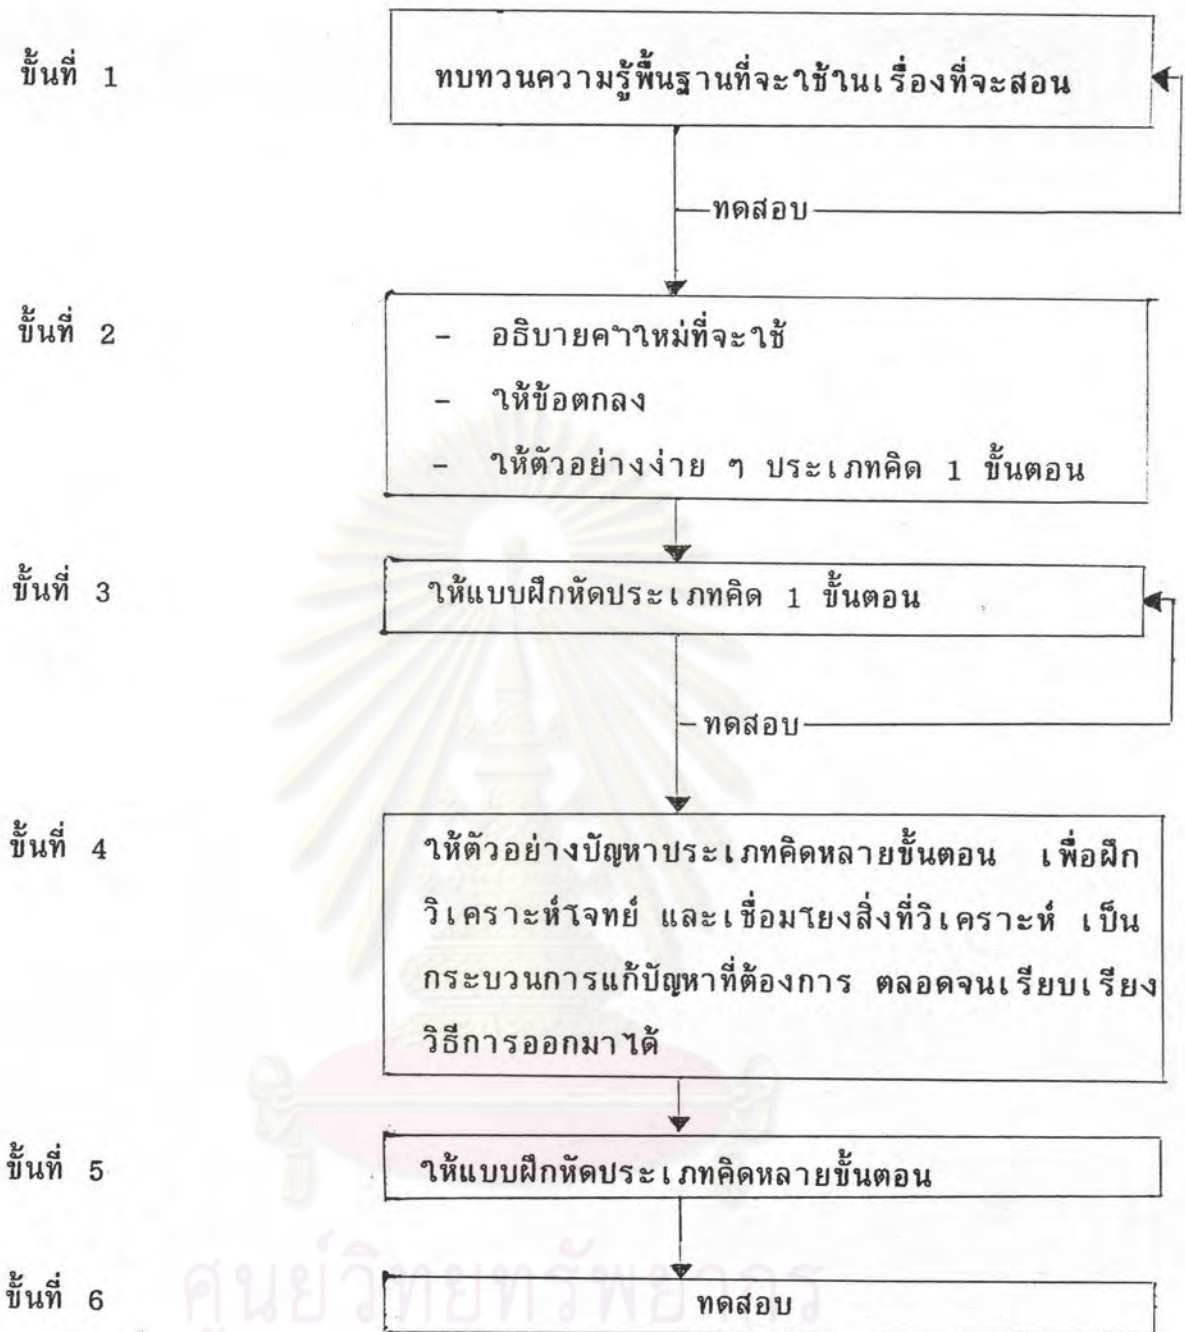 ขั้นที่ 1
ทบทวนความรู้พื้นฐานที่จะใช้ในเรื่องที่จะสอน
ทดสอบ
ขั้นที่ 2
- อธิบายคำใหม่ที่จะใช้
- ให้ข้อตกลง
- ให้ตัวอย่างง่าย ๆ ประเภทคิด 1 ขั้นตอน
ขั้นที่ 3
ให้แบบฝึกหัดประเภทคิด 1 ขั้นตอน
ทดสอบ
ขั้นที่ 4
ให้ตัวอย่างปัญหาประเภทคิดหลายขั้นตอน เพื่อฝึก
วิเคราะห์โจทย์ และเชื่อมโยงสิ่งที่วิเคราะห์ เป็น
กระบวนการแก้ปัญหาที่ต้องการ ตลอดจนเรียบเรียง
วิธีการออกมาได้
ขั้นที่ 5
ให้แบบฝึกหัดประเภทคิดหลายขั้นตอน
ขั้นที่ 6
ทดสอบ
ศูนย์วิทยทรัพยากร